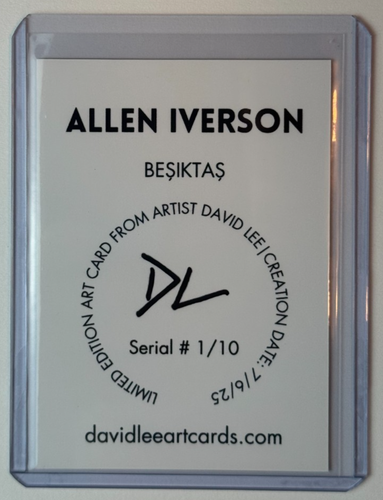 ALLEN IVERSON
BEŞIKTAŞ
LIMITED EDITION ART CARD FROM ARTIST DAVID LEE | CREATION DATE: 7/6/25
DL
Serial # 1/10
davidleeartcards.com